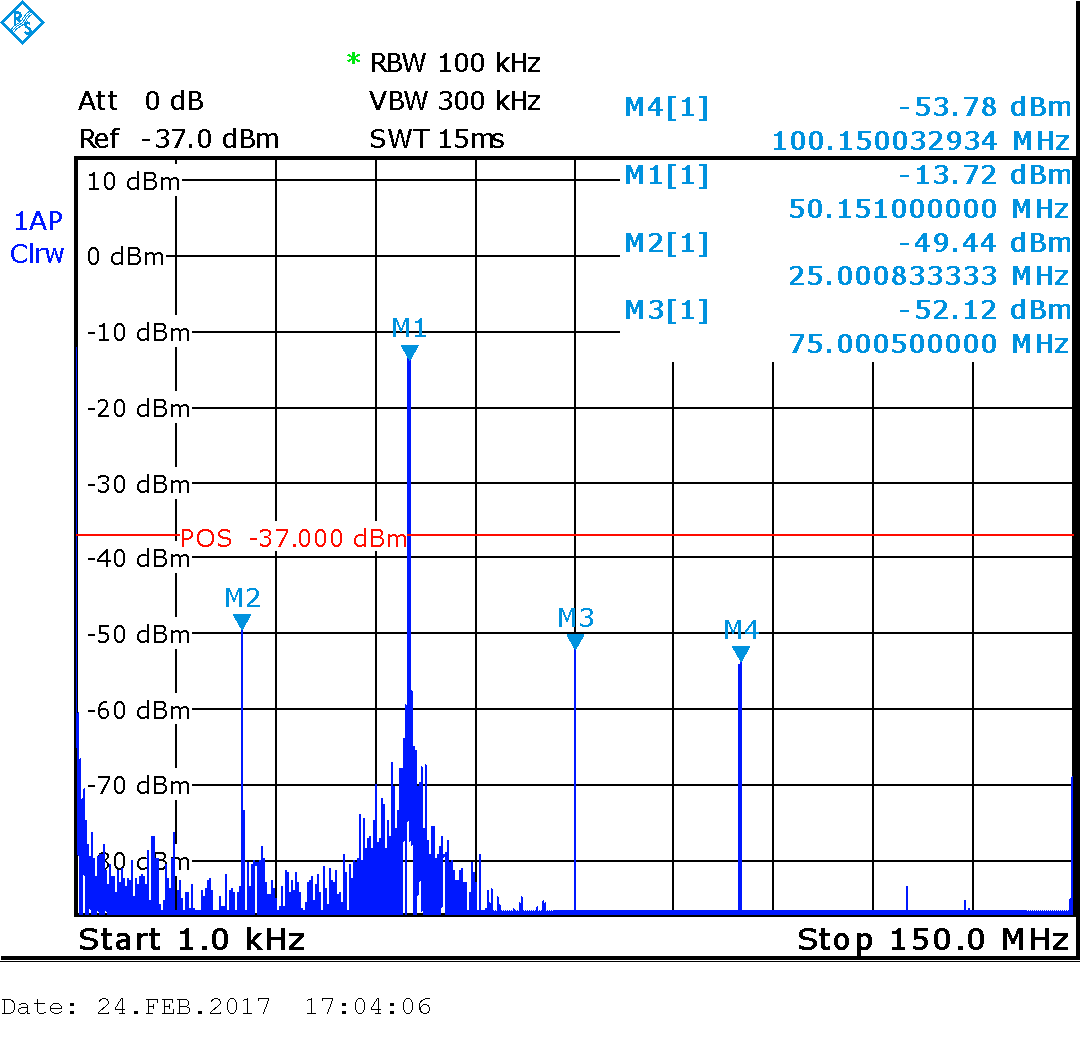 R&S
* RBW 100 kHz
Att 0 dB VBW 300 kHz
Ref -37.0 dBm SWT 15ms
M4[1] -53.78 dBm
100.150032934 MHz
M1[1] -13.72 dBm
50.151000000 MHz
M2[1] -49.44 dBm
25.000833333 MHz
M3[1] -52.12 dBm
75.000500000 MHz
1AP
Clrw
10 dBm
0 dBm
-10 dBm
M1
-20 dBm
-30 dBm
POS -37.000 dBm
-40 dBm
M2
M3
M4
-50 dBm
-60 dBm
-70 dBm
-80 dBm
Start 1.0 kHz Stop 150.0 MHz
Date: 24.FEB.2017 17:04:06